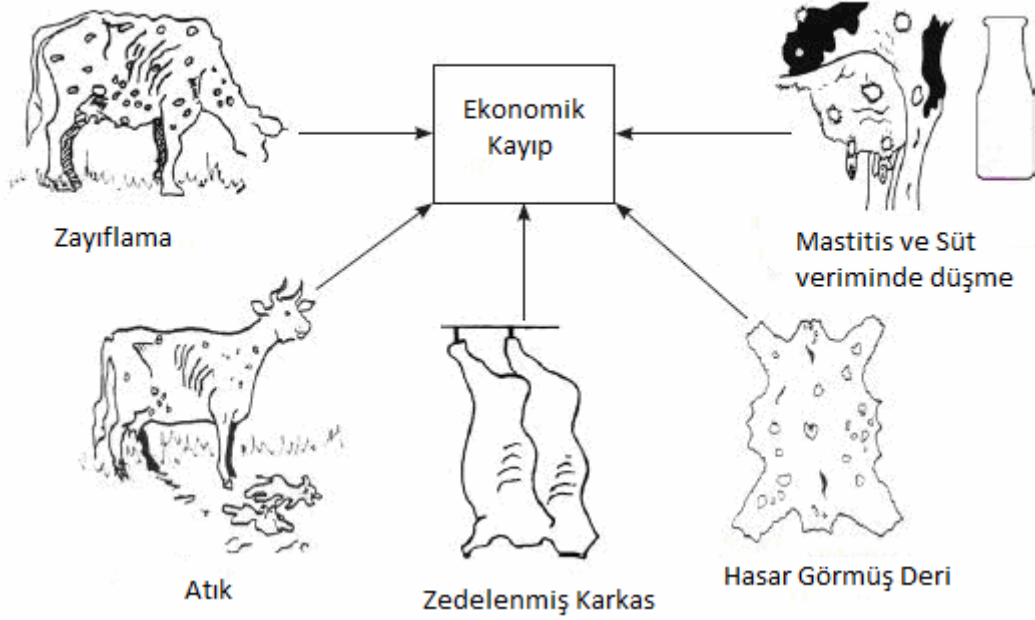 Ekonomik
Kayıp
Zayıflama
Mastitis ve Süt
veriminde düşme
Atık
Zedelenmiş Karkas
Hasar Görmüş Deri